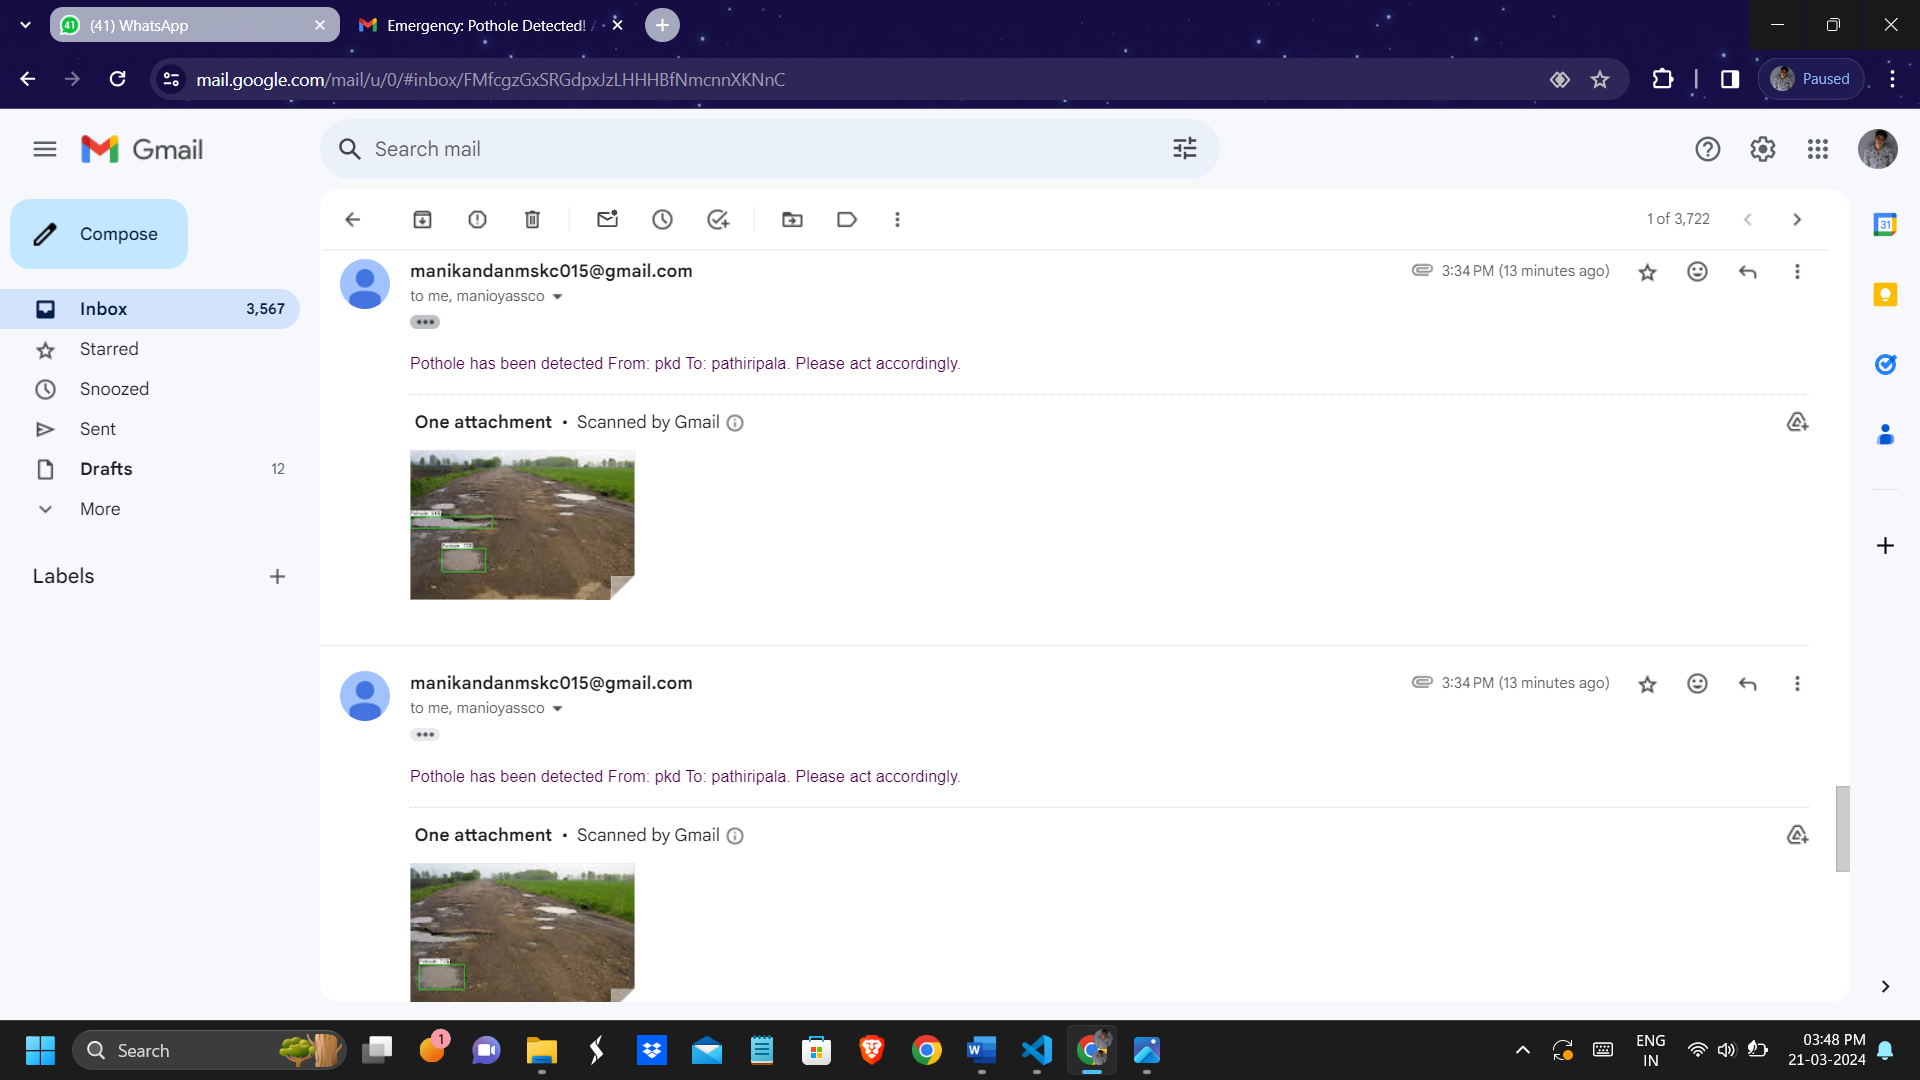 (41) WhatsApp
Emergency: Pothole Detected!
mail.google.com/mail/u/0/#inbox/FMfcgzGxSRGdpxJzLHHHBfNmcnnXKNnC
Paused
Gmail
Search mail
Compose
1 of 3,722
Inbox 3,567
Starred
Snoozed
Sent
Drafts 12
More
Labels
manikandanmskc015@gmail.com 3:34 PM (13 minutes ago)
to me, manioyassco
Pothole has been detected From: pkd To: pathiripala. Please act accordingly.
One attachment • Scanned by Gmail
manikandanmskc015@gmail.com 3:34 PM (13 minutes ago)
to me, manioyassco
Pothole has been detected From: pkd To: pathiripala. Please act accordingly.
One attachment • Scanned by Gmail
31
Search
1
ENG
IN
03:48 PM
21-03-2024